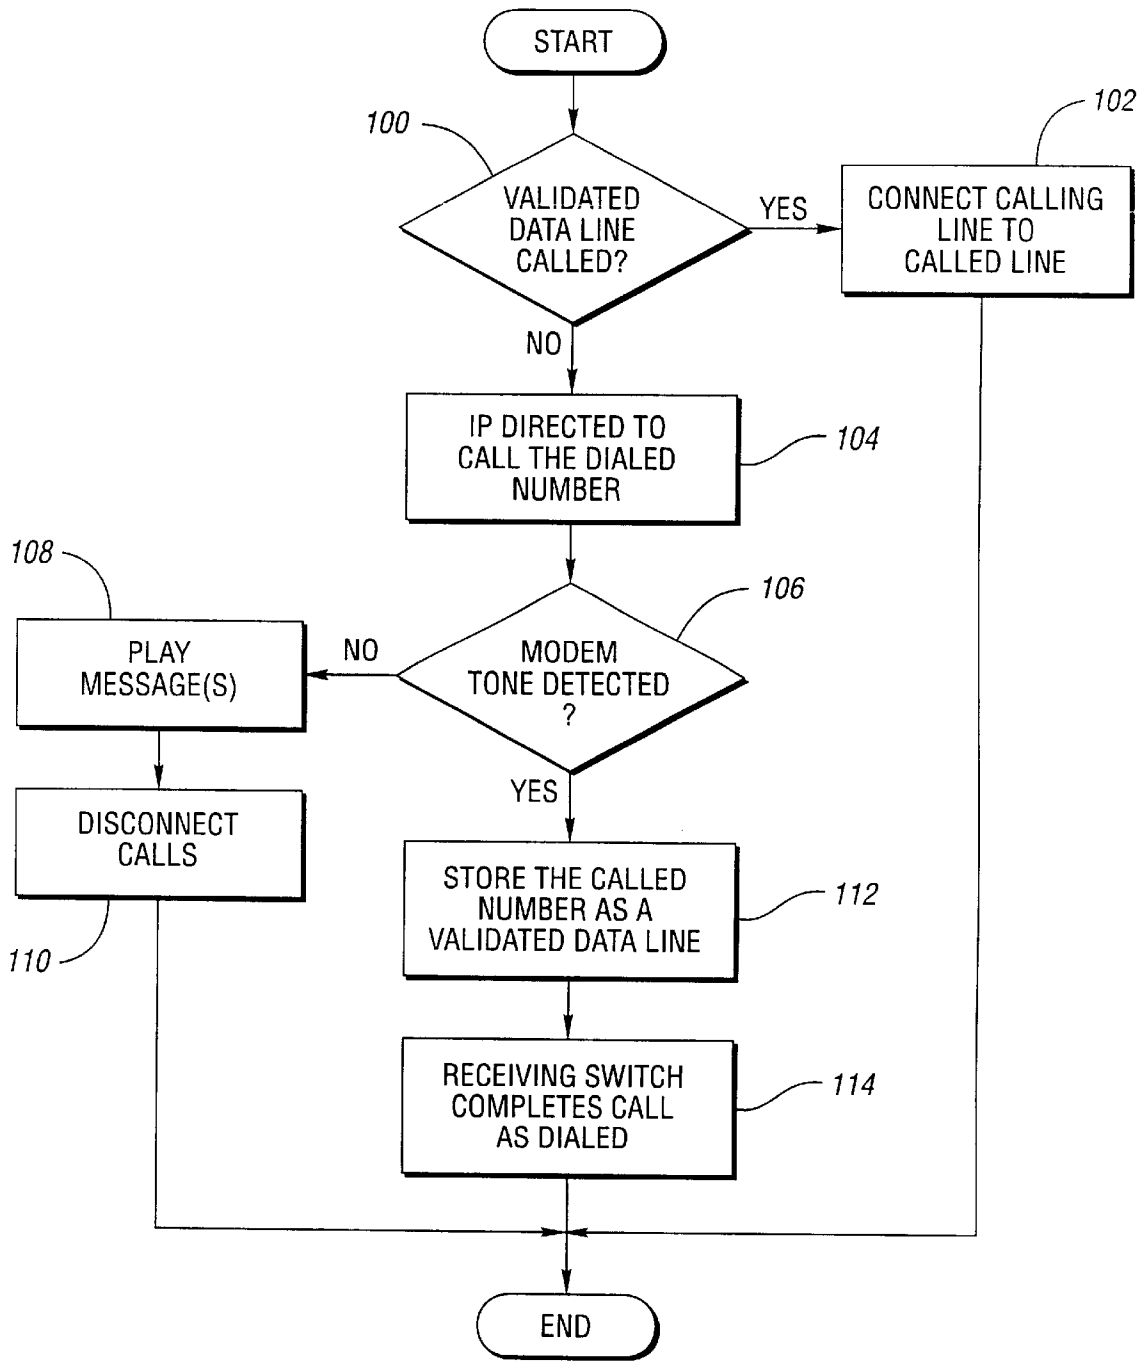 START
100
102
VALIDATED
DATA LINE
CALLED?
YES
CONNECT CALLING
LINE TO
CALLED LINE
NO
IP DIRECTED TO
CALL THE DIALED
NUMBER
104
108
106
PLAY
MESSAGE(S)
NO
MODEM
TONE DETECTED
?
YES
DISCONNECT
CALLS
110
STORE THE CALLED
NUMBER AS A
VALIDATED DATA LINE
112
RECEIVING SWITCH
COMPLETES CALL
AS DIALED
114
END